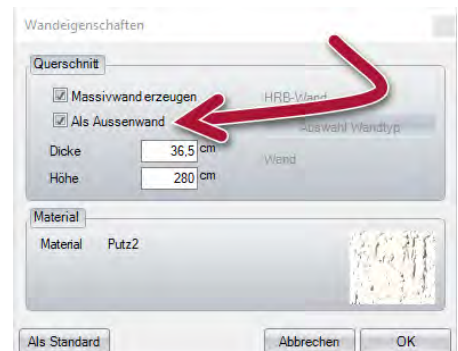 Wandeigenschaften
Querschnitt
Massivwand erzeugen HRB-Wand
Als Aussenwand Auswahl Wandtyp
Dicke 36,5 cm Wand
Höhe 280 cm
Material
Material Putz2
Als Standard Abbrechen OK